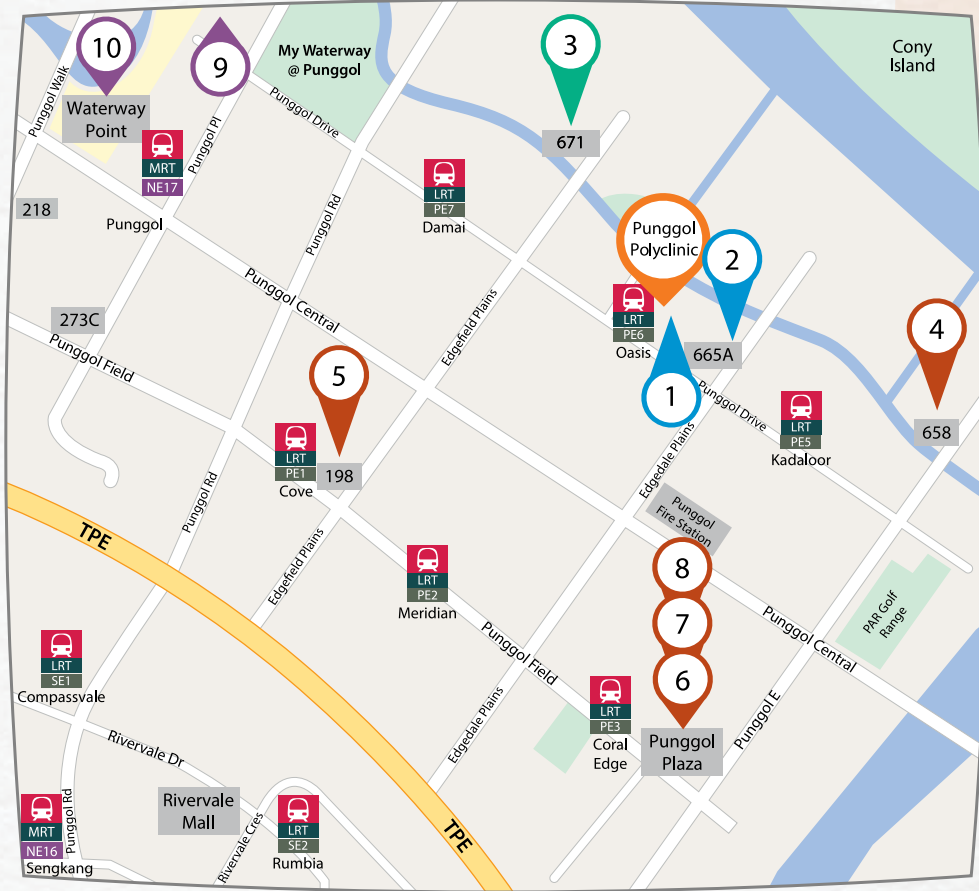 10
9
My Waterway
@ Punggol
3
Cony
Island
Punggol Walk
Waterway
Point
Punggol Drive
Punggol Pl
671
MRT
NE17
LRT
PE7
Damai
218
Punggol
Punggol Rd
Punggol
Polyclinic
2
Punggol Central
Edgefield Plains
LRT
PE6
Oasis
273C
Punggol Field
665A
4
5
1
Punggol Drive
LRT
PE5
Kadaloor
658
LRT
PE1
Cove
198
Edgedale Plains
Punggol Rd
Punggol
Fire Station
TPE
Edgefield Plains
LRT
PE2
Meridian
8
7
6
PAR Golf
Range
Punggol Central
Punggol Field
LRT
SE1
Compassvale
LRT
PE3
Coral
Edge
Punggol
Plaza
Punggol E
Edgedale Plains
Rivervale Dr
Punggol Rd
Rivervale
Mall
MRT
NE16
Sengkang
Rivervale Cres
LRT
SE2
Rumbia
TPE